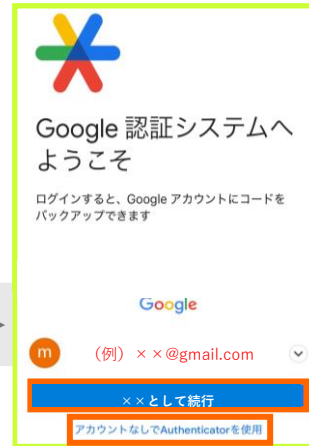 Google 認証システムへ
ようこそ
ログインすると、Google アカウントにコードを
バックアップできます
Google
m
（例）××@gmail.com
××として続行
アカウントなしでAuthenticatorを使用